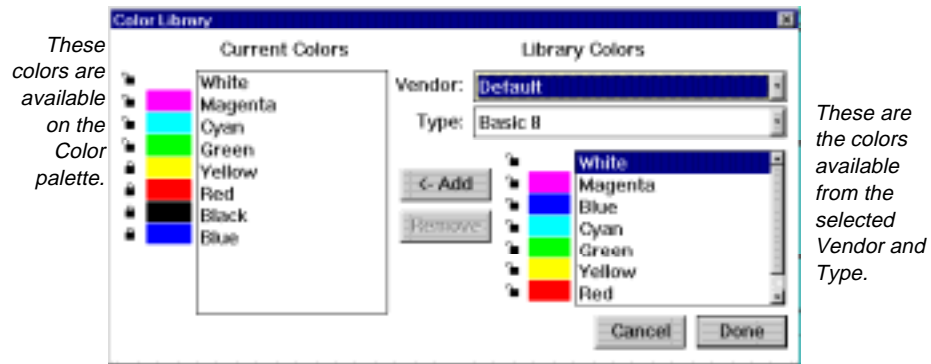 Color Library
These
colors are
available
on the
Color
palette.
Current Colors
White
Magenta
Cyan
Green
Yellow
Red
Black
Blue
Library Colors
Vendor: Default
Type: Basic 8
<- Add
Remove
White
Magenta
Blue
Cyan
Green
Yellow
Red
Cancel Done
These are
the colors
available
from the
selected
Vendor and
Type.